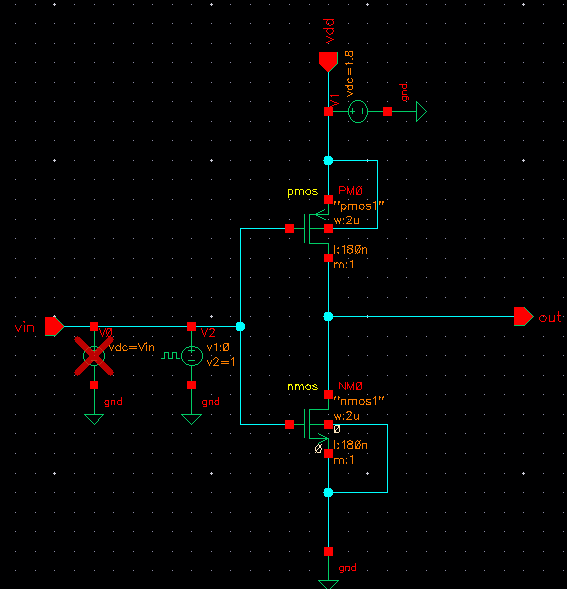 vdd
vdc=1.8
V1
gnd
pmos
PM0
"pmos1"
w:2u
l:180n
m:1
vin
V0
vdc=Vin
V2
v1:0
v2=1
out
gnd
gnd
nmos
NM0
"nmos1"
w:2u
0
l:180n
0
m:1
gnd